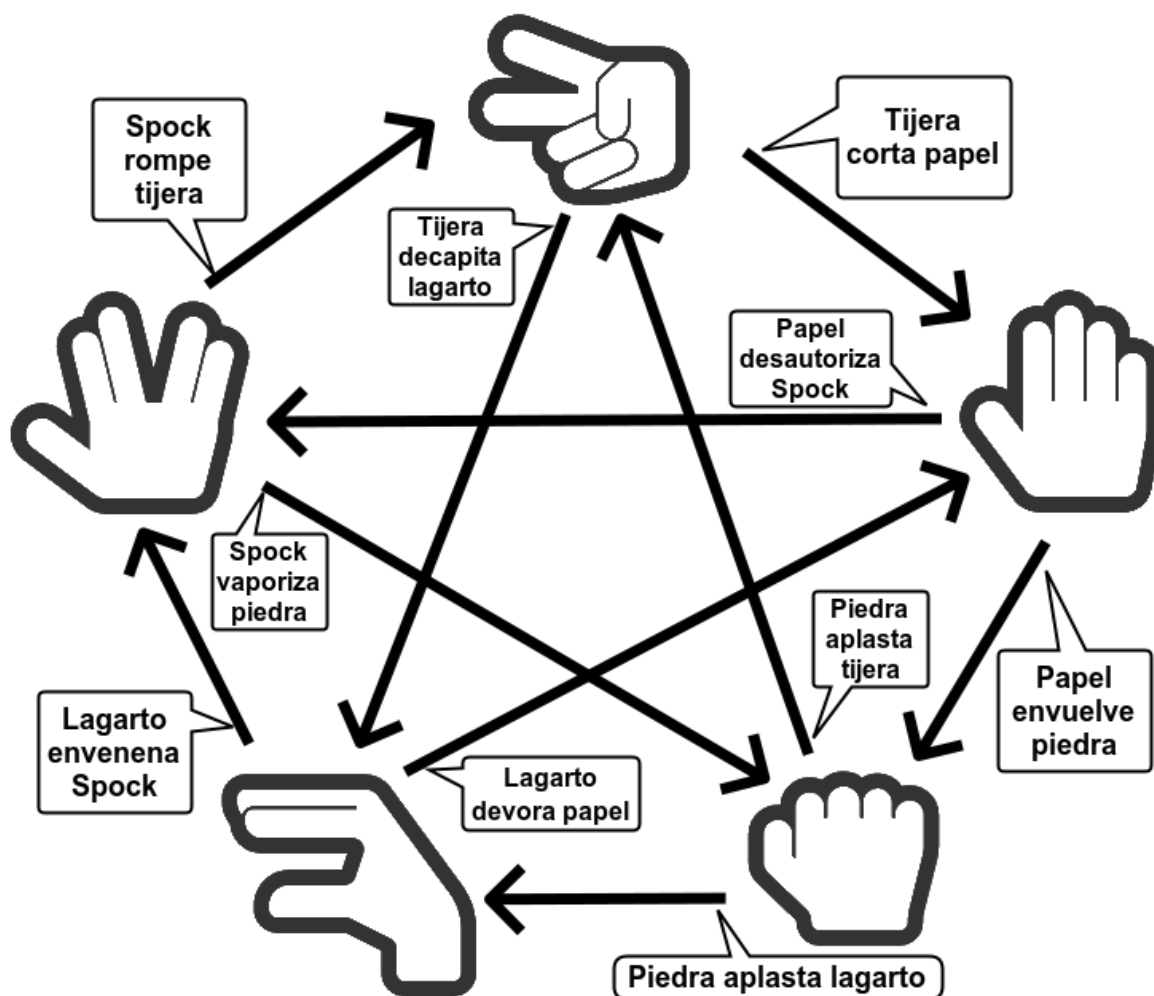 Spock
rompe
tijera
Tijera
corta papel
Tijera
decapita
lagarto
Papel
desautoriza
Spock
Spock
vaporiza
piedra
Piedra
aplasta
tijera
Papel
envuelve
piedra
Lagarto
envenena
Spock
Lagarto
devora papel
Piedra aplasta lagarto